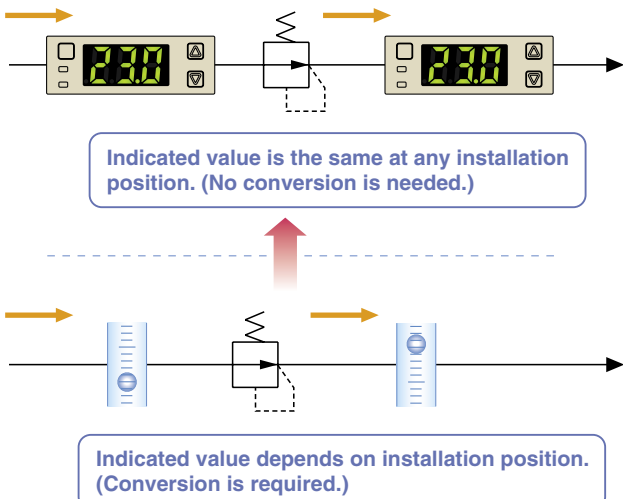 23.0 23.0
Indicated value is the same at any installation
position. (No conversion is needed.)
Indicated value depends on installation position.
(Conversion is required.)